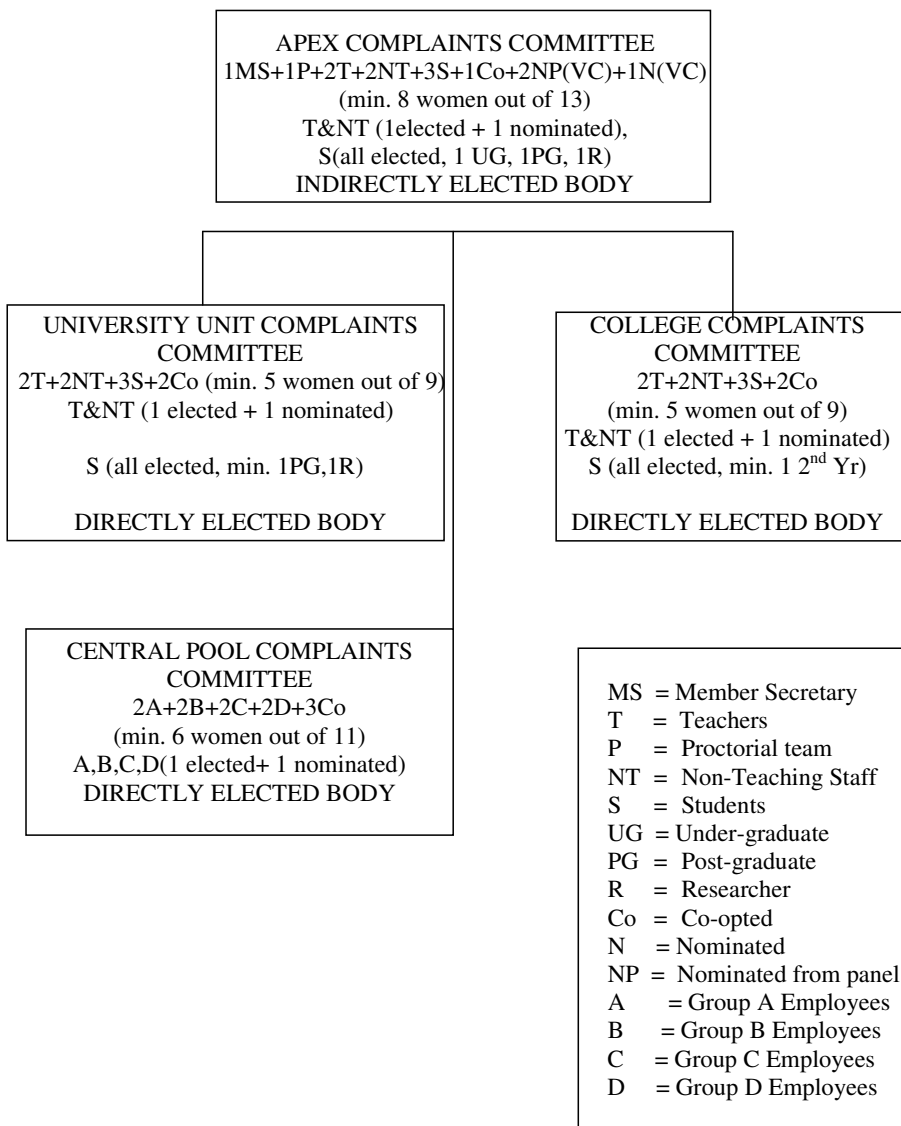 APEX COMPLAINTS COMMITTEE
1MS+1P+2T+2NT+3S+1Co+2NP(VC)+1N(VC)
(min. 8 women out of 13)
T&NT (1elected + 1 nominated),
S(all elected, 1 UG, 1PG, 1R)
INDIRECTLY ELECTED BODY
UNIVERSITY UNIT COMPLAINTS
COMMITTEE
2T+2NT+3S+2Co (min. 5 women out of 9)
T&NT (1 elected + 1 nominated)
S (all elected, min. 1PG,1R)
DIRECTLY ELECTED BODY
COLLEGE COMPLAINTS
COMMITTEE
2T+2NT+3S+2Co
(min. 5 women out of 9)
T&NT (1 elected + 1 nominated)
S (all elected, min. 1 2nd Yr)
DIRECTLY ELECTED BODY
CENTRAL POOL COMPLAINTS
COMMITTEE
2A+2B+2C+2D+3Co
(min. 6 women out of 11)
A,B,C,D(1 elected+ 1 nominated)
DIRECTLY ELECTED BODY
MS = Member Secretary
T = Teachers
P = Proctorial team
NT = Non-Teaching Staff
S = Students
UG = Under-graduate
PG = Post-graduate
R = Researcher
Co = Co-opted
N = Nominated
NP = Nominated from panel
A = Group A Employees
B = Group B Employees
C = Group C Employees
D = Group D Employees